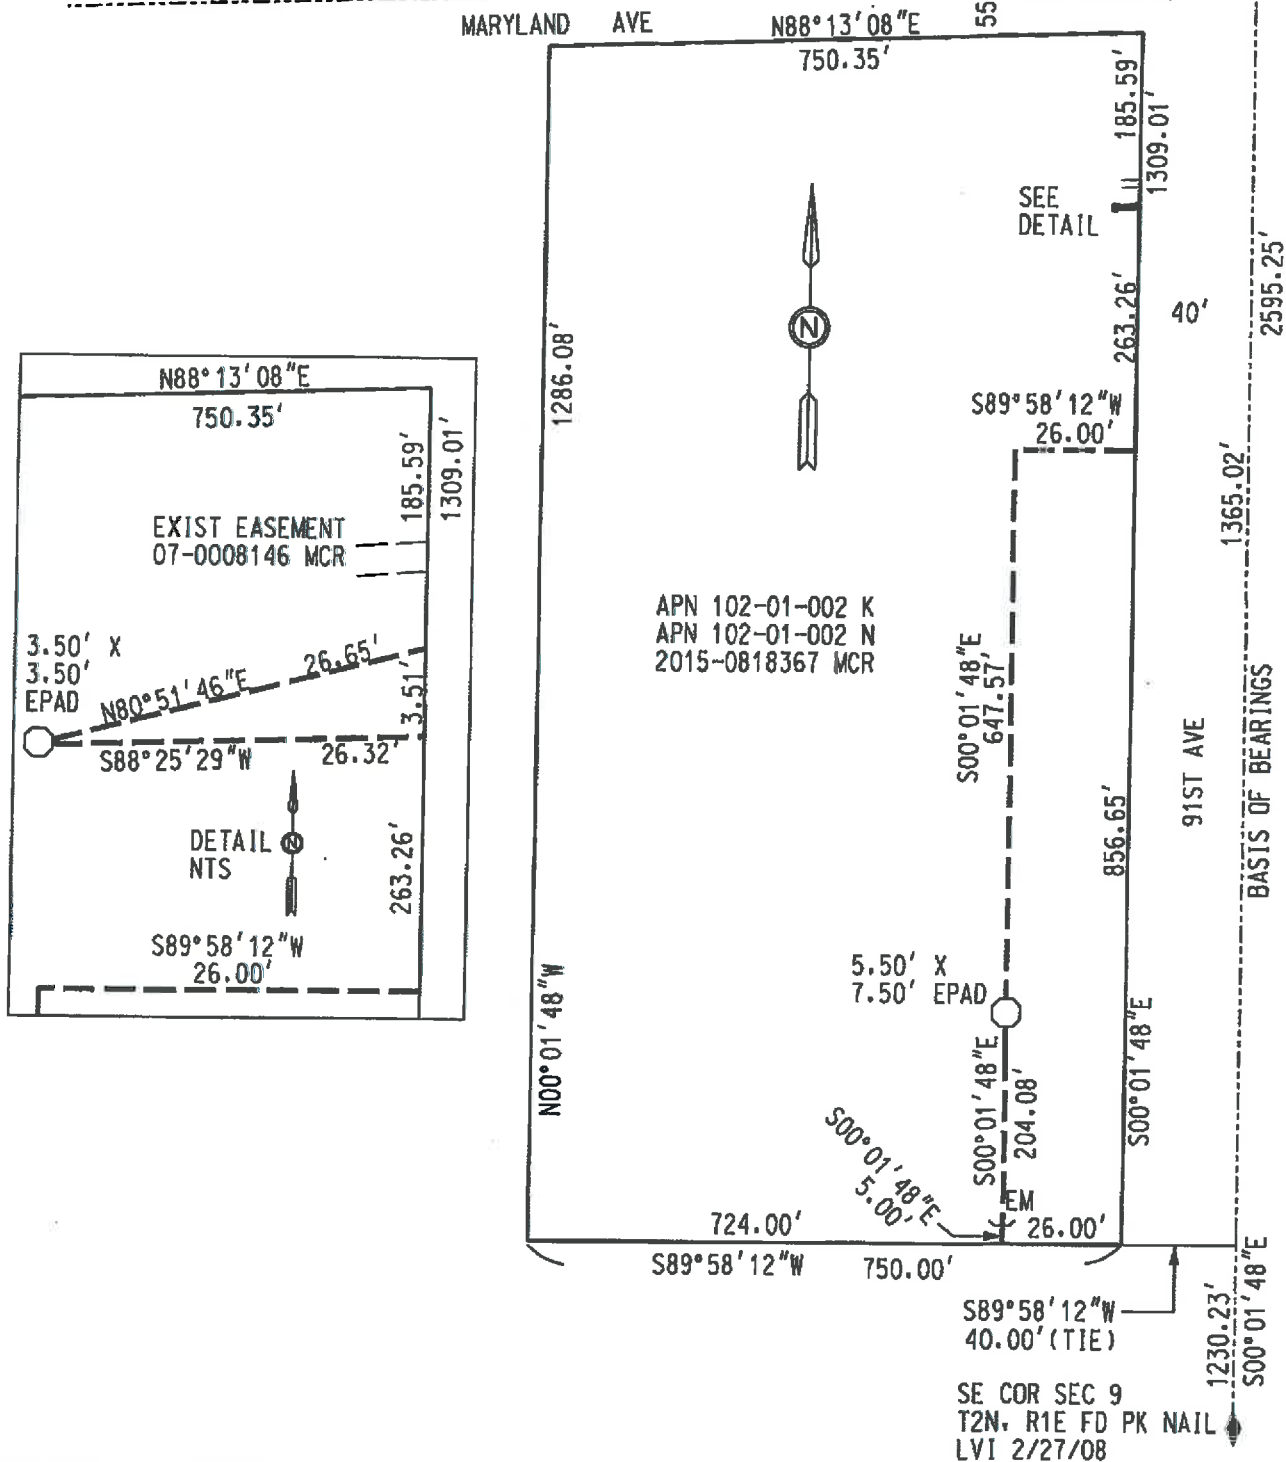 MARYLAND AVE
N88°13'08"E
55
750.35'
185.59'
1309.01'
SEE
DETAIL
N
263.26'
40'
2595.25'
1286.08'
S89°58'12"W
26.00'
1365.02'
APN 102-01-002 K
APN 102-01-002 N
2015-0818367 MCR
S00°01'48"E
647.57'
91ST AVE
BASIS OF BEARINGS
856.65'
5.50' X
7.50' EPAD
N00°01'48"W
S00°01'48"E
204.08'
S00°01'48"E
S00°01'48"E
5.00'
EM
724.00'
26.00'
S89°58'12"W 750.00'
S89°58'12"W
40.00'(TIE)
1230.23'
S00°01'48"E
SE COR SEC 9
T2N, R1E FD PK NAIL
LVI 2/27/08
N88°13'08"E
750.35'
185.59'
1309.01'
EXIST EASEMENT
07-0008146 MCR
3.50' X
3.50'
EPAD
N80°51'46"E 26.65'
3.51'
S88°25'29"W 26.32'
DETAIL
NTS
N
263.26'
S89°58'12"W
26.00'